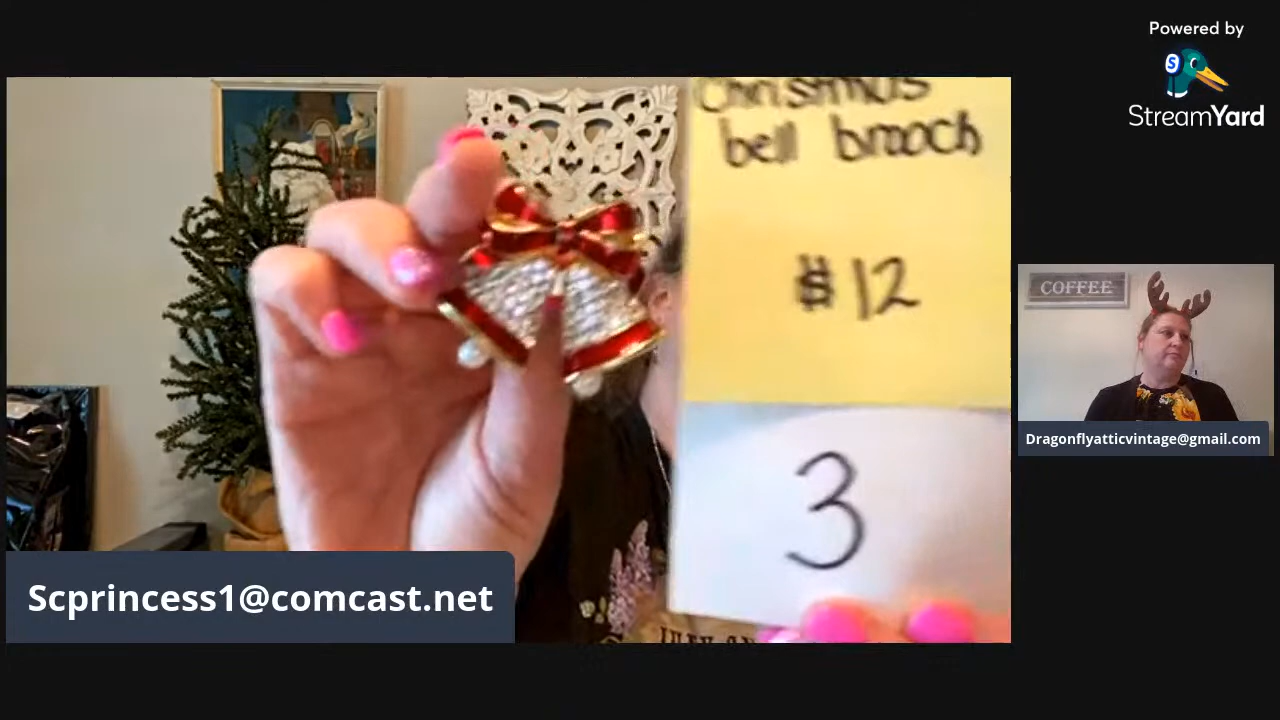 Powered by
StreamYard
Christmas
bell brooch
$12
3
COFFEE
Dragonflyatticvintage@gmail.com
Scprincess1@comcast.net